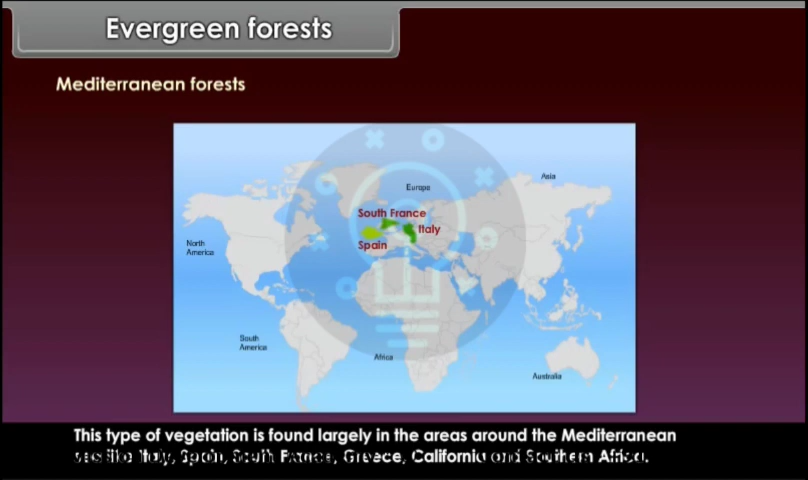 Evergreen forests
Mediterranean forests
Asia
Europe
South France
Italy
North
America
Spain
South
America
Africa
Australia
This type of vegetation is found largely in the areas around the Mediterranean
Italy, Spain, South France, Greece, California and Southern Africa.